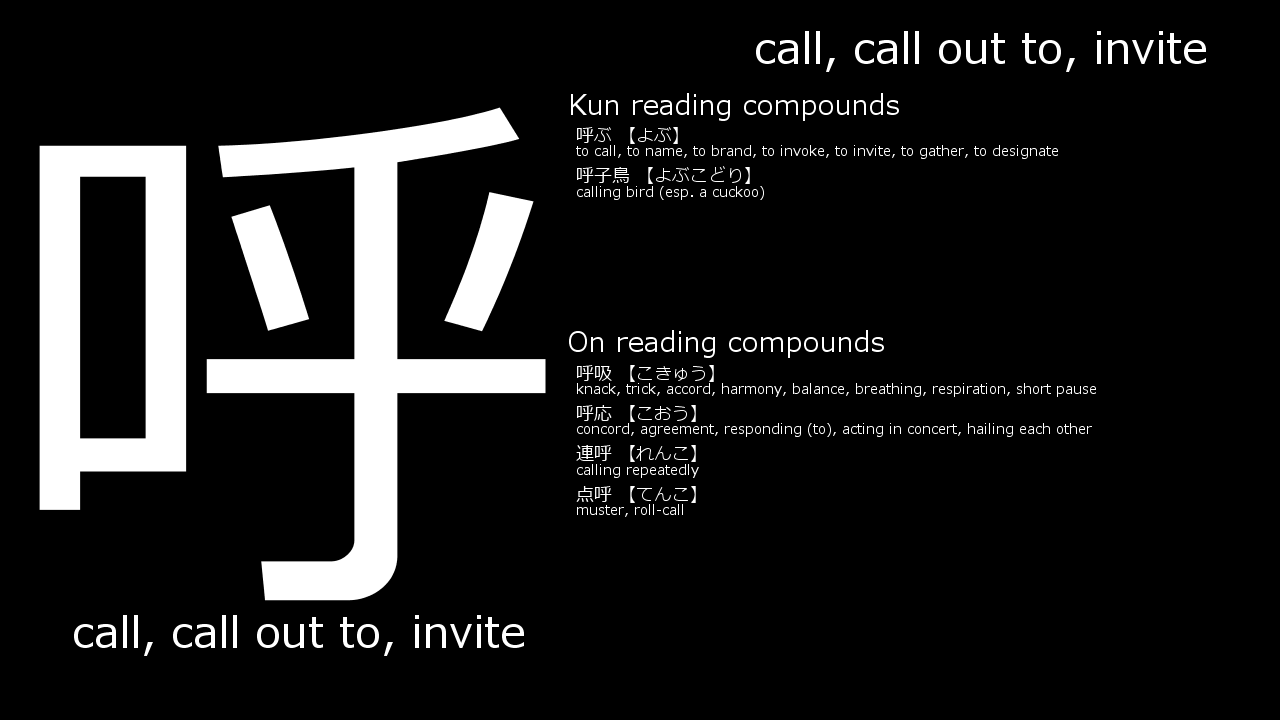 call, call out to, invite
呼
call, call out to, invite
Kun reading compounds
呼ぶ 【よぶ】
to call, to name, to brand, to invoke, to invite, to gather, to designate
呼子鳥 【よぶこどり】
calling bird (esp. a cuckoo)
On reading compounds
呼吸 【こきゅう】
knack, trick, accord, harmony, balance, breathing, respiration, short pause
呼応 【こおう】
concord, agreement, responding (to), acting in concert, hailing each other
連呼 【れんこ】
calling repeatedly
点呼 【てんこ】
muster, roll-call